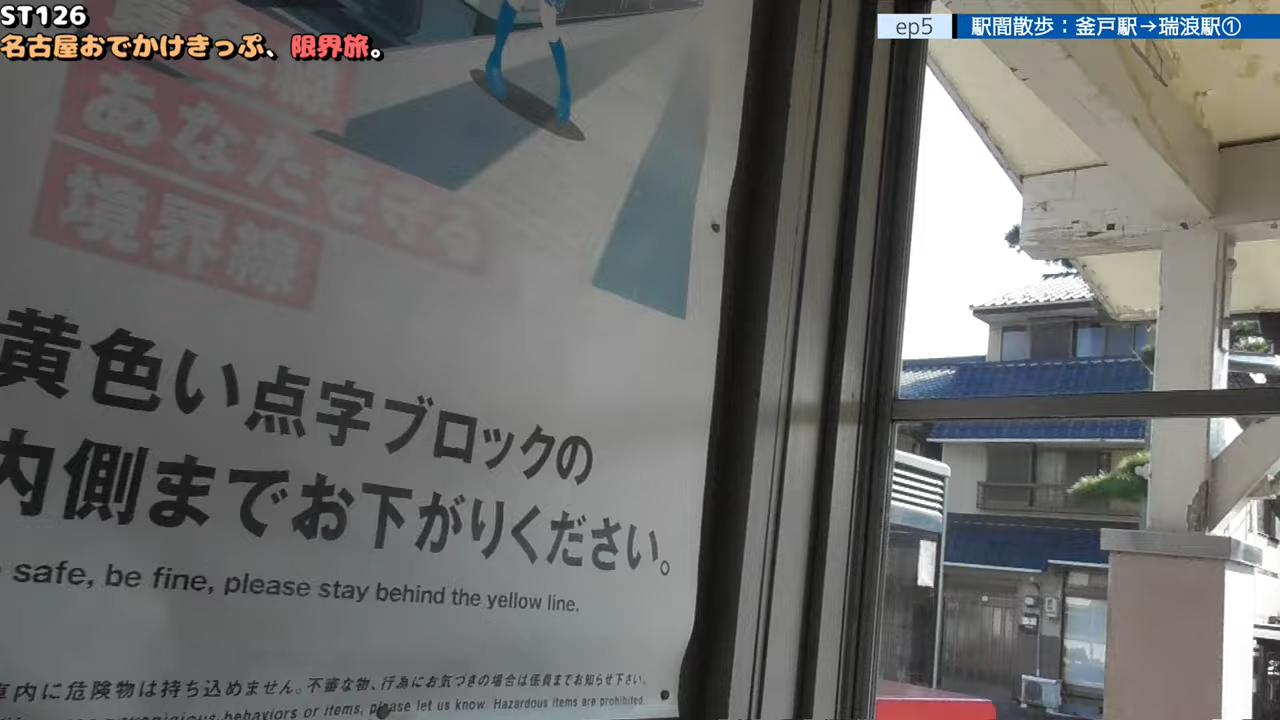 ST126
名古屋おでかけきっぷ、限界旅。
ep5 駅間散歩：釜戸駅→瑞浪駅①
黄色線
あなたを守る
境界線
黄色い点字ブロックの
内側までお下がりください。
safe, be fine, please stay behind the yellow line.
車内に危険物は持ち込めません。不審な物、行為にお気づきの場合は係員までお知らせ下さい。
behaviors or items, please let us know. Hazardous items are prohibited.